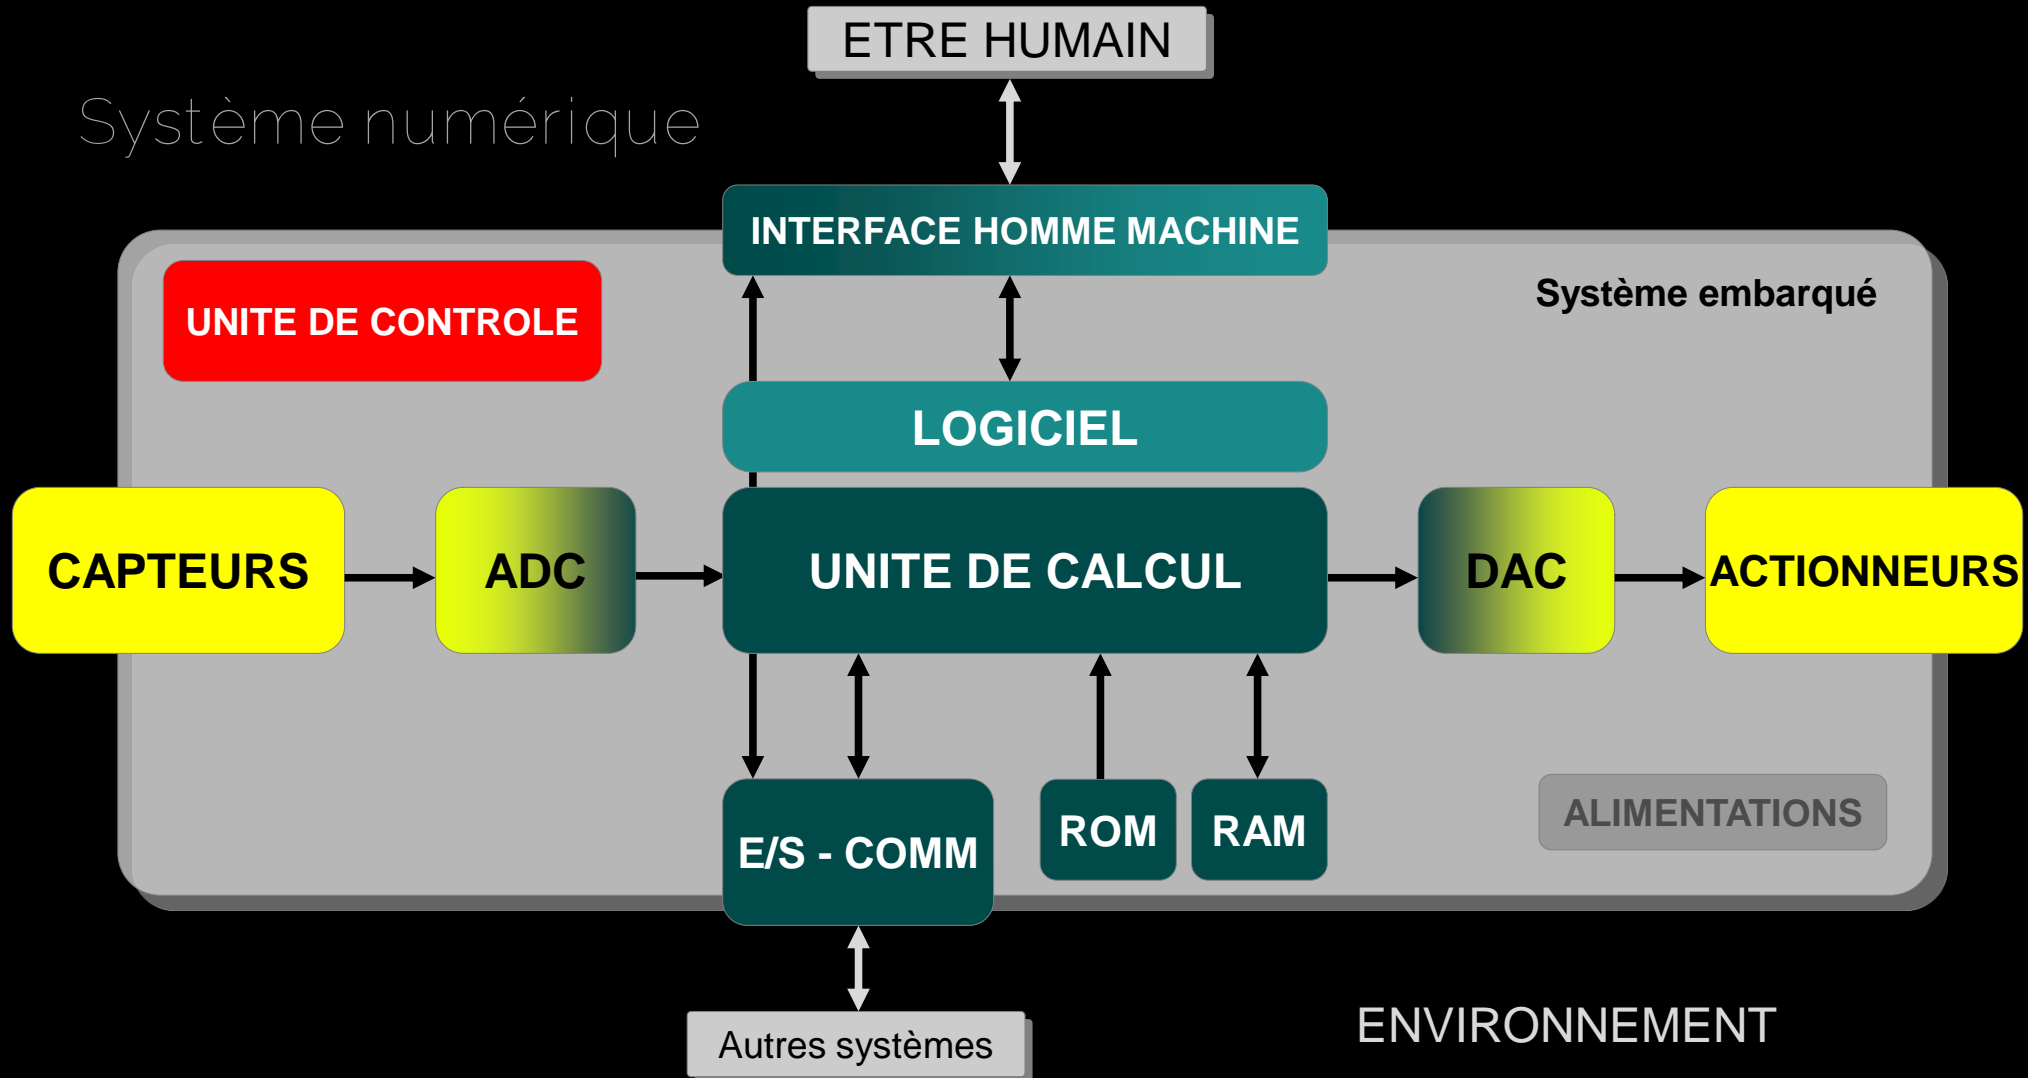 ETRE HUMAIN
Système numérique
INTERFACE HOMME MACHINE
UNITE DE CONTROLE
Système embarqué
LOGICIEL
CAPTEURS
ADC
UNITE DE CALCUL
DAC
ACTIONNEURS
E/S - COMM
ROM
RAM
ALIMENTATIONS
Autres systèmes
ENVIRONNEMENT